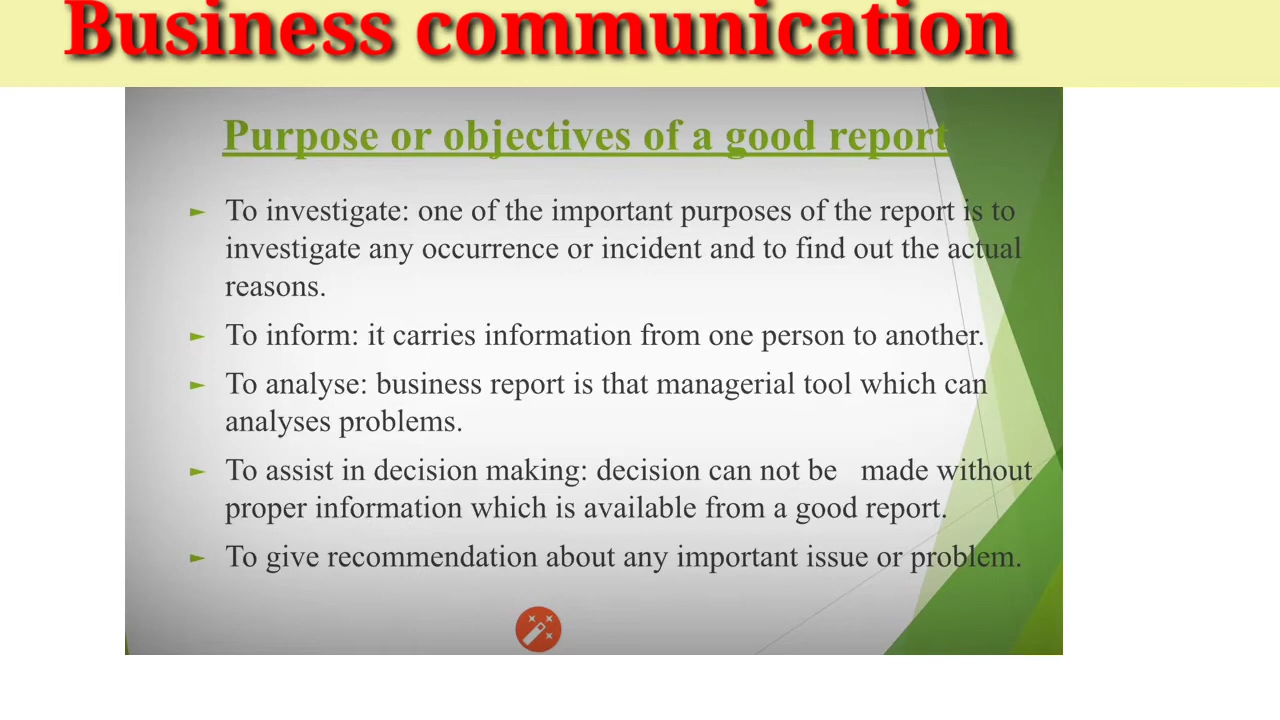 Business communication
Purpose or objectives of a good report
To investigate: one of the important purposes of the report is to
investigate any occurrence or incident and to find out the actual
reasons.
To inform: it carries information from one person to another.
To analyse: business report is that managerial tool which can
analyses problems.
To assist in decision making: decision can not be made without
proper information which is available from a good report.
To give recommendation about any important issue or problem.